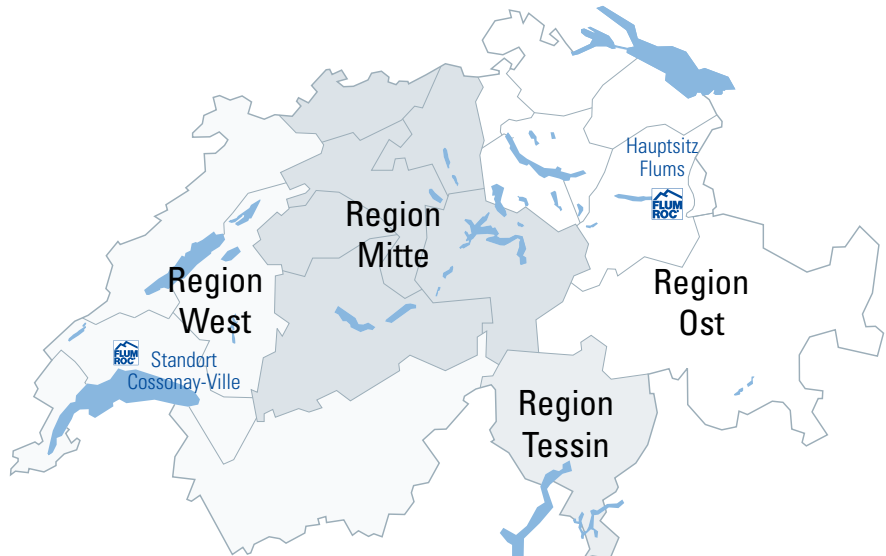 Hauptsitz
Flums
FLUM
ROC®
Region
Mitte
Region
West
Region
Ost
FLUM
ROC®
Standort
Cossonay-Ville
Region
Tessin